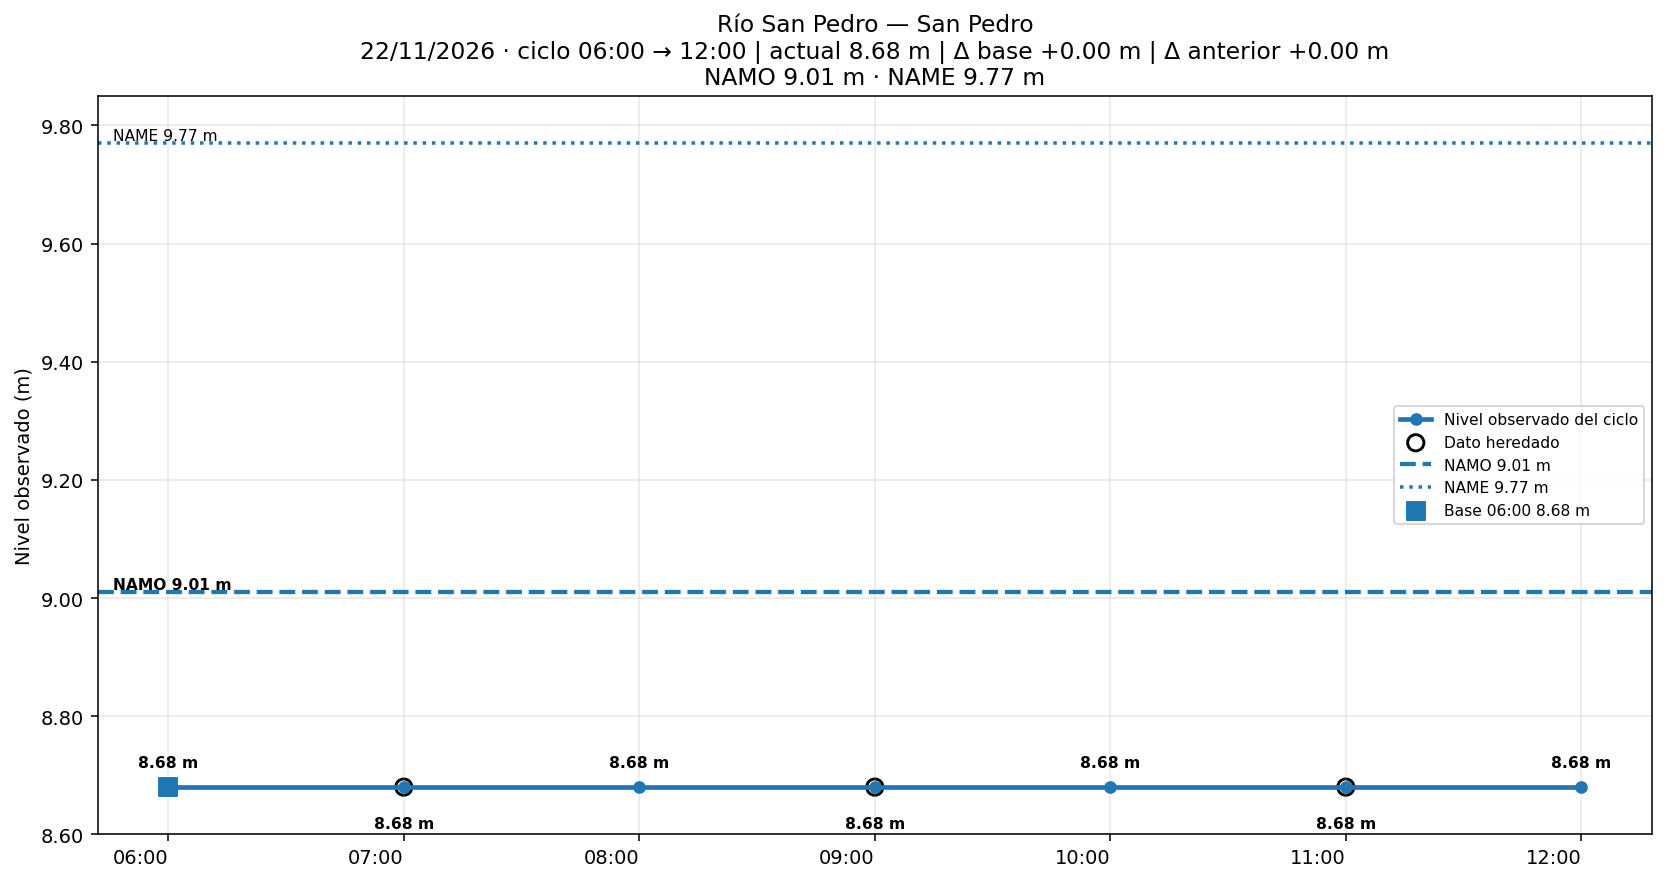 Río San Pedro — San Pedro
22/11/2026 · ciclo 06:00 → 12:00 | actual 8.68 m | Δ base +0.00 m | Δ anterior +0.00 m
NAMO 9.01 m · NAME 9.77 m
Nivel observado (m)
9.80
9.60
9.40
9.20
9.00
8.80
8.60
NAME 9.77 m
NAMO 9.01 m
Nivel observado del ciclo
Dato heredado
NAMO 9.01 m
NAME 9.77 m
Base 06:00 8.68 m
8.68 m
8.68 m
8.68 m
8.68 m
8.68 m
8.68 m
8.68 m
06:00
07:00
08:00
09:00
10:00
11:00
12:00